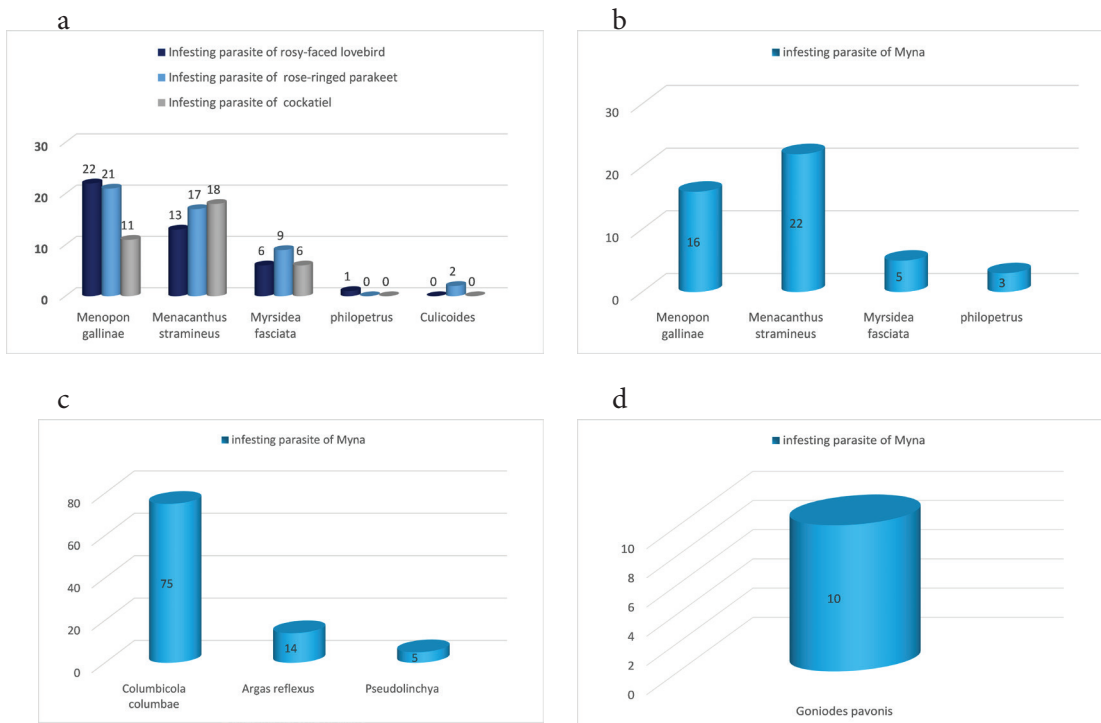 a
Infesting parasite of rosy-faced lovebird
Infesting parasite of rose-ringed parakeet
Infesting parasite of cockatiel
30
20
10
0
22
21
11
13
17
18
6
9
6
1
0
0
0
2
0
Menopon
gallinae
Menacanthus
stramineus
Myrsidea
fasciata
philopetrus
Culicoides
b
infesting parasite of Myna
30
20
10
0
16
22
5
3
Menopon
gallinae
Menacanthus
stramineus
Myrsidea
fasciata
philopetrus
c
infesting parasite of Myna
80
60
40
20
0
75
14
5
Columbicola
columbae
Argas reflexus
Pseudolinchya
d
infesting parasite of Myna
10
8
6
4
2
0
10
Goniodes pavonis